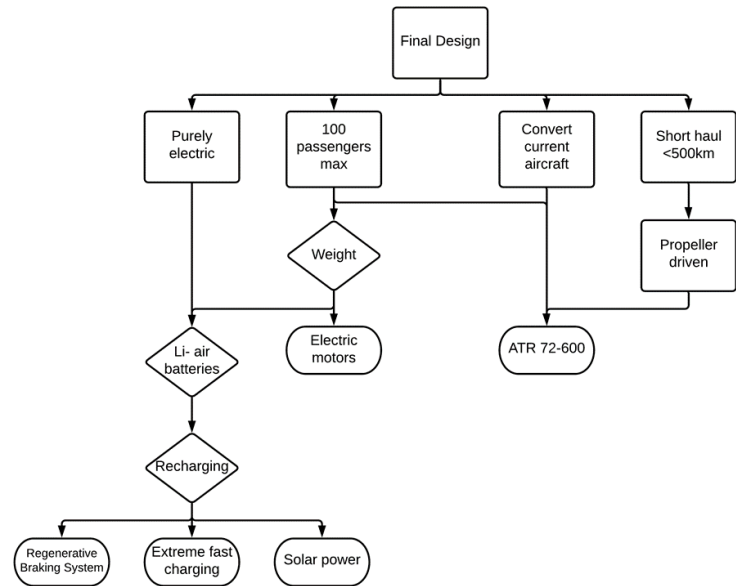 Final Design
Purely
electric
100
passengers
max
Convert
current
aircraft
Short haul
<500km
Weight
Propeller
driven
Li- air
batteries
Electric
motors
ATR 72-600
Recharging
Regenerative
Braking System
Extreme fast
charging
Solar power